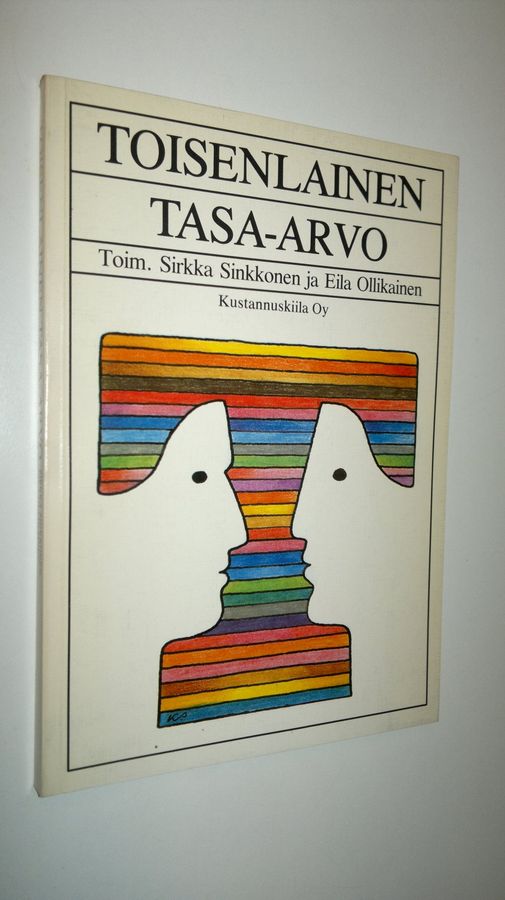 TOISENLAINEN
TASA-ARVO
Toim. Sirkka Sinkkonen ja Eila Ollikainen
Kustannuskiila Oy